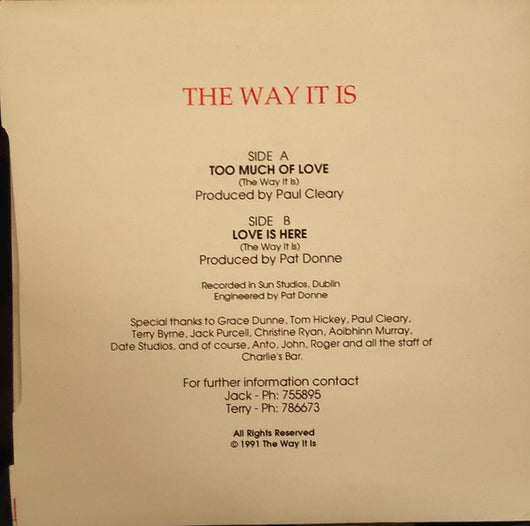 THE WAY IT IS
SIDE A
TOO MUCH OF LOVE
(The Way It Is)
Produced by Paul Cleary
SIDE B
LOVE IS HERE
(The Way It Is)
Produced by Pat Donne
Recorded in Sun Studios, Dublin
Engineered by Pat Donne
Special thanks to Grace Dunne, Tom Hickey, Paul Cleary,
Terry Byrne, Jack Purcell, Christine Ryan, Aoibhinn Murray,
Date Studios, and of course, Anto, John, Roger and all the staff of
Charlie's Bar.
For further information contact
Jack - Ph: 755895
Terry - Ph: 786673
All Rights Reserved
© 1991 The Way It Is